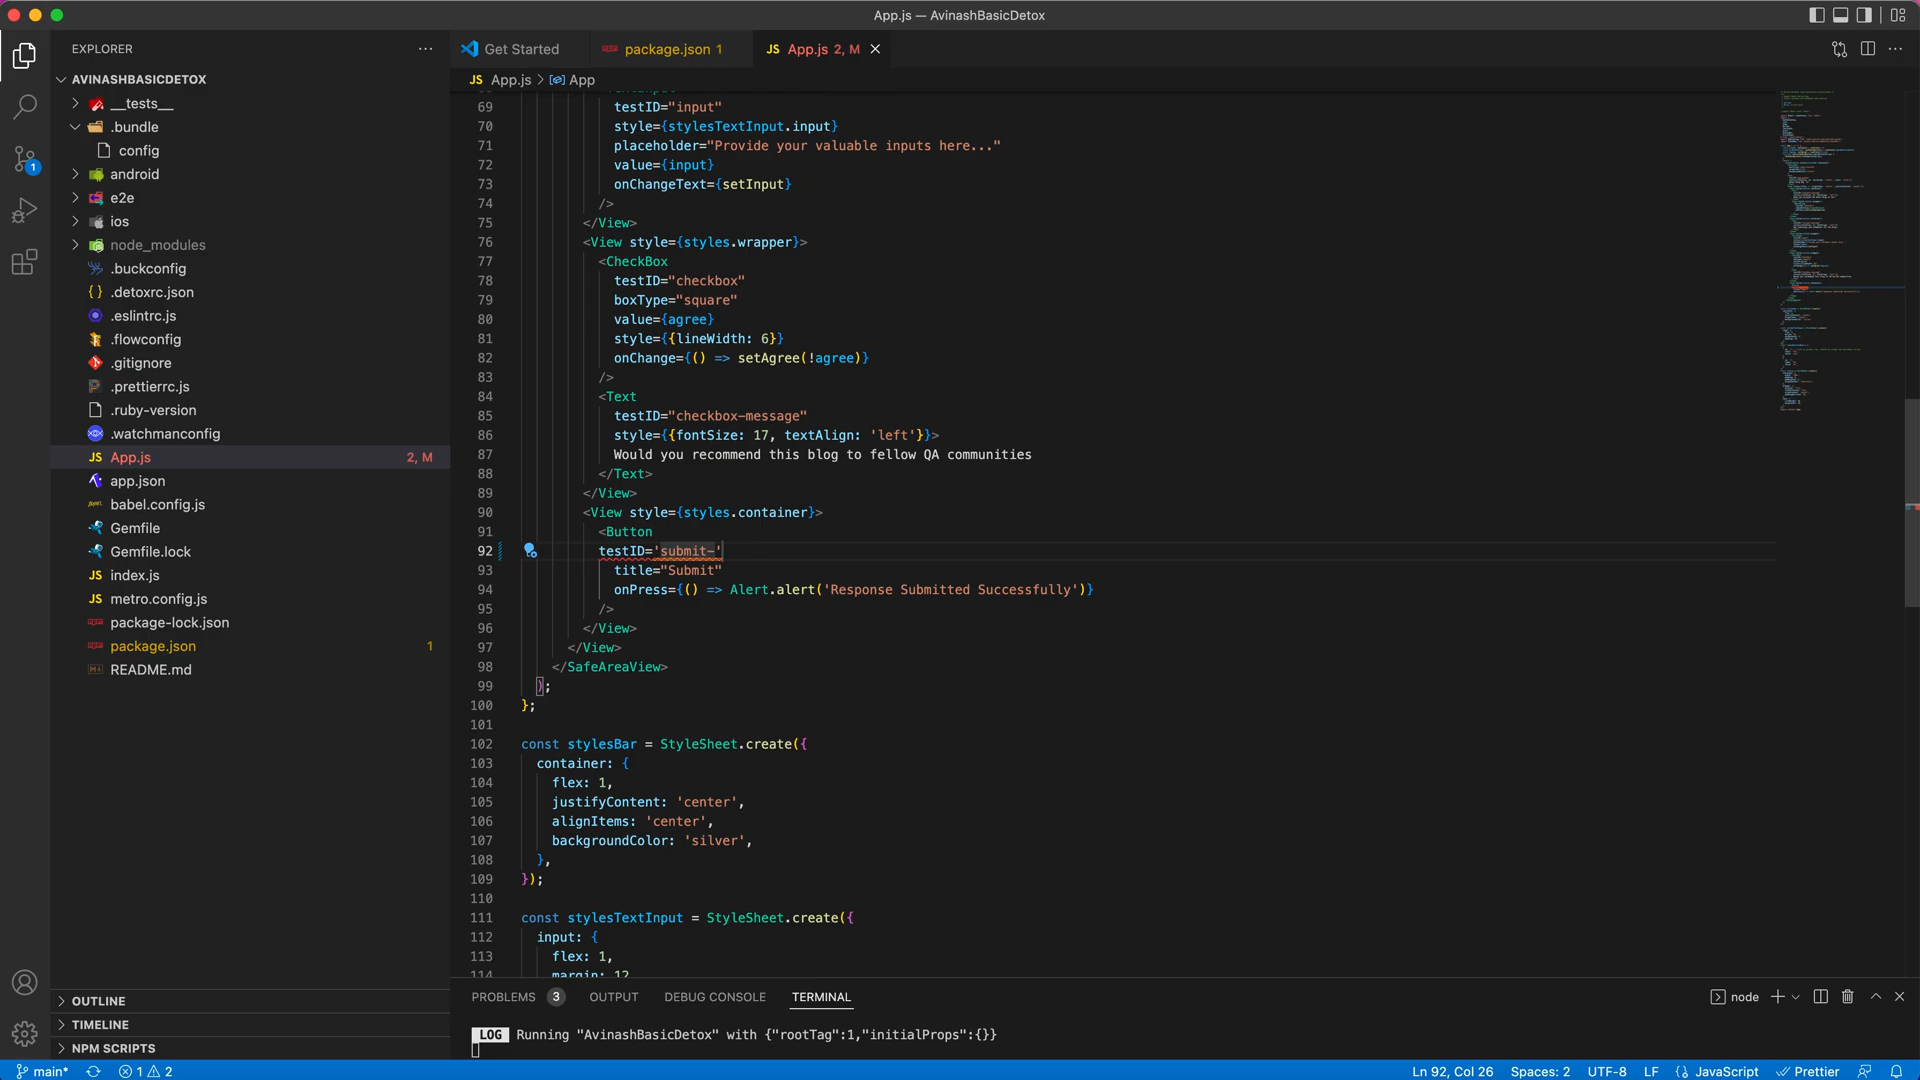 App.js — AvinashBasicDetox
EXPLORER
Get Started
package.json 1
JS App.js 2, M
AVINASHBASICDETOX
JS App.js > App
__tests__
.bundle
config
android
e2e
ios
node_modules
.buckconfig
{} .detoxrc.json
.eslintrc.js
.flowconfig
.gitignore
.prettierrc.js
.ruby-version
.watchmanconfig
JS App.js 2, M
app.json
babel.config.js
Gemfile
Gemfile.lock
JS index.js
JS metro.config.js
package-lock.json
package.json 1
README.md
OUTLINE
TIMELINE
NPM SCRIPTS
1
69 testID="input"
70 style={stylesTextInput.input}
71 placeholder="Provide your valuable inputs here..."
72 value={input}
73 onChangeText={setInput}
74 />
75 </View>
76 <View style={styles.wrapper}>
77 <CheckBox
78 testID="checkbox"
79 boxType="square"
80 value={agree}
81 style={{lineWidth: 6}}
82 onChange={() => setAgree(!agree)}
83 />
84 <Text
85 testID="checkbox-message"
86 style={{fontSize: 17, textAlign: 'left'}}>
87 Would you recommend this blog to fellow QA communities
88 </Text>
89 </View>
90 <View style={styles.container}>
91 <Button
92 testID='submit-'
93 title="Submit"
94 onPress={() => Alert.alert('Response Submitted Successfully')}
95 />
96 </View>
97 </View>
98 </SafeAreaView>
99 );
100 };
101
102 const stylesBar = StyleSheet.create({
103 container: {
104 flex: 1,
105 justifyContent: 'center',
106 alignItems: 'center',
107 backgroundColor: 'silver',
108 },
109 });
110
111 const stylesTextInput = StyleSheet.create({
112 input: {
113 flex: 1,
114 margin: 12
PROBLEMS 3 OUTPUT DEBUG CONSOLE TERMINAL
node
LOG Running "AvinashBasicDetox" with {"rootTag":1,"initialProps":{}}
main* 1 2
Ln 92, Col 26 Spaces: 2 UTF-8 LF {} JavaScript Prettier